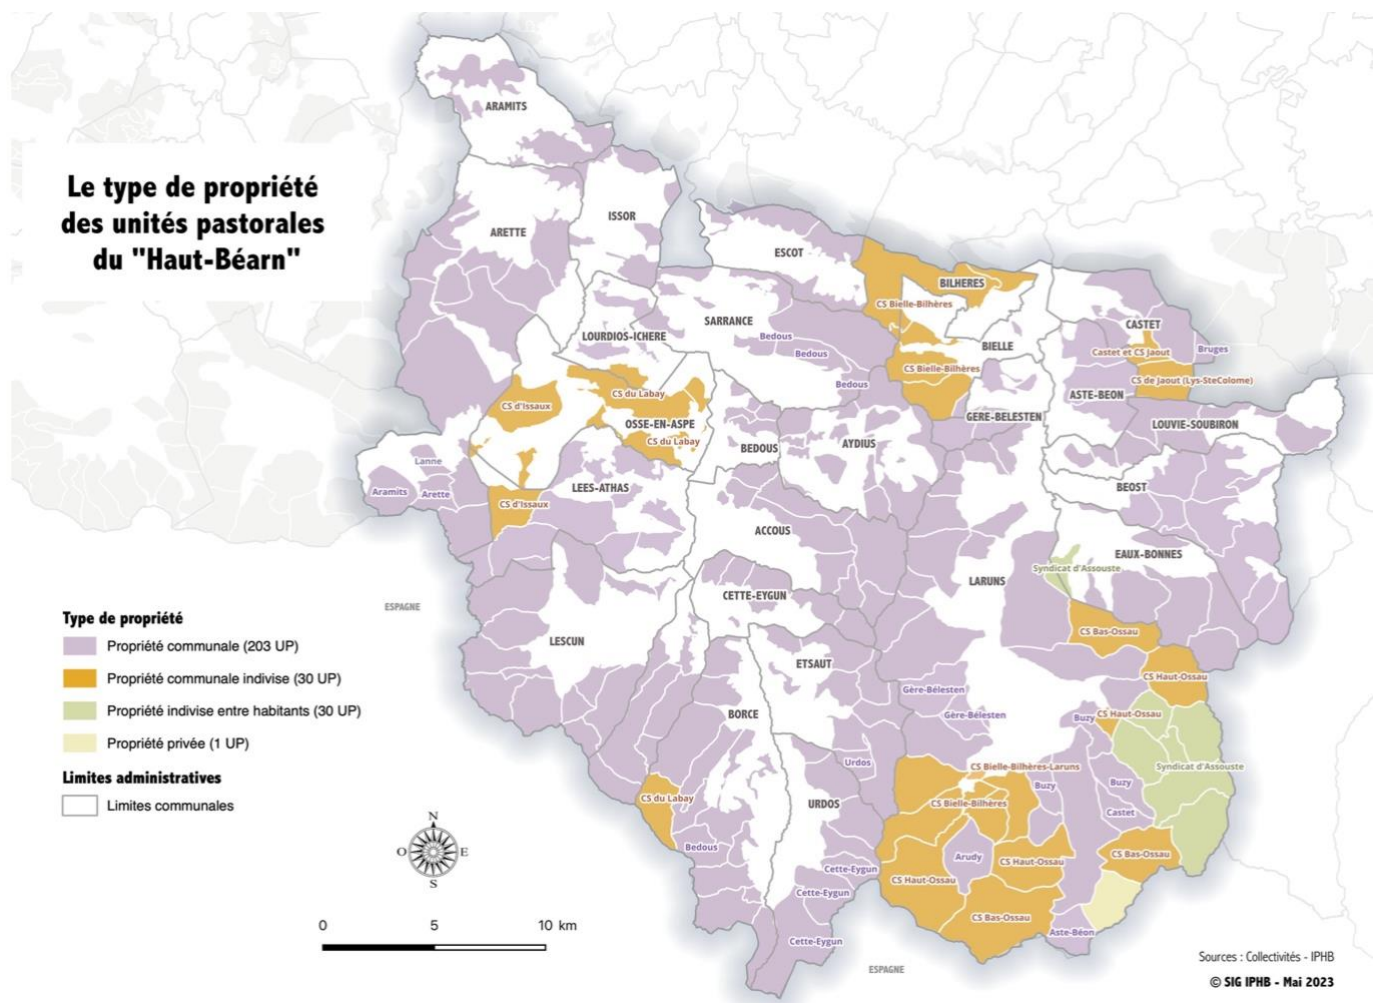 Le type de propriété
des unités pastorales
du "Haut-Béarn"
ARAMITS
ISSOR
ARETTE
ESCOT
BILHERES
CS Bielle-Bilhères
SARRANCE
CASTET
LOURDIOS-ICHERE
Bedous
BIELLE
Castet et CS Jaout
Bruges
Bedous
CS Bielle-Bilhères
CS de Jaout (Lys-SteColome)
Bedous
CS du Labay
ASTE-BEON
CS d'Issaux
GERE-BELESTEN
OSSE-EN-ASPE
LOUVIE-SOUBIRON
CS du Labay
BEDOUS
AYDIUS
Lanne
Aramits
Arette
LEES-ATHAS
BEOST
CS d'Issaux
ACCOUS
EAUX-BONNES
Syndicat d'Assouste
LARUNS
CETTE-EYGUN
ESPAGNE
LESCUN
CS Bas-Ossau
ETSAUT
CS Haut-Ossau
Gère-Bélesten
BORCE
Gère-Bélesten
Buzy
CS Haut-Ossau
Urdos
CS Bielle-Bilhères-Laruns
Syndicat d'Assouste
Buzy
Buzy
CS du Labay
URDOS
CS Bielle-Bilhères
Castet
Bedous
Arudy
CS Haut-Ossau
CS Bas-Ossau
Cette-Eygun
CS Haut-Ossau
Cette-Eygun
CS Bas-Ossau
Aste-Béon
Cette-Eygun
ESPAGNE
Type de propriété
Propriété communale (203 UP)
Propriété communale indivise (30 UP)
Propriété indivise entre habitants (30 UP)
Propriété privée (1 UP)
Limites administratives
Limites communales
N
O E
S
0 5 10 km
Sources : Collectivités - IPHB
© SIG IPHB - Mai 2023